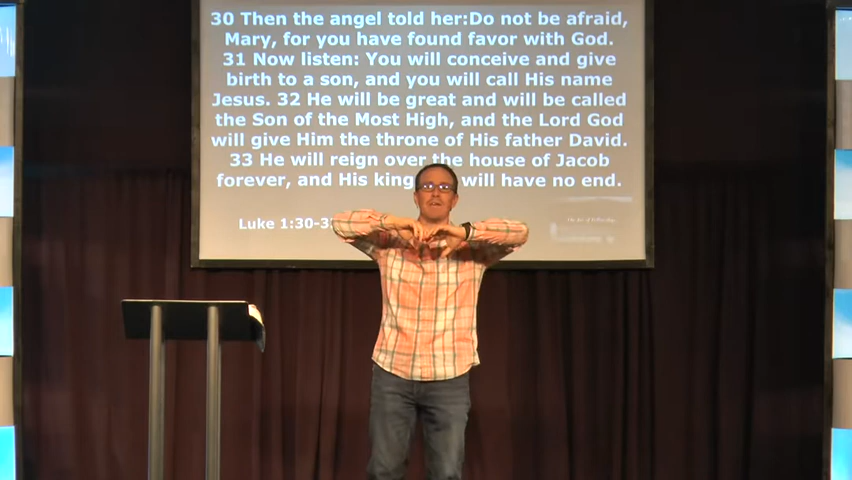 30 Then the angel told her:Do not be afraid,
Mary, for you have found favor with God.
31 Now listen: You will conceive and give
birth to a son, and you will call His name
Jesus. 32 He will be great and will be called
the Son of the Most High, and the Lord God
will give Him the throne of His father David.
33 He will reign over the house of Jacob
forever, and His king will have no end.
Luke 1:30-3